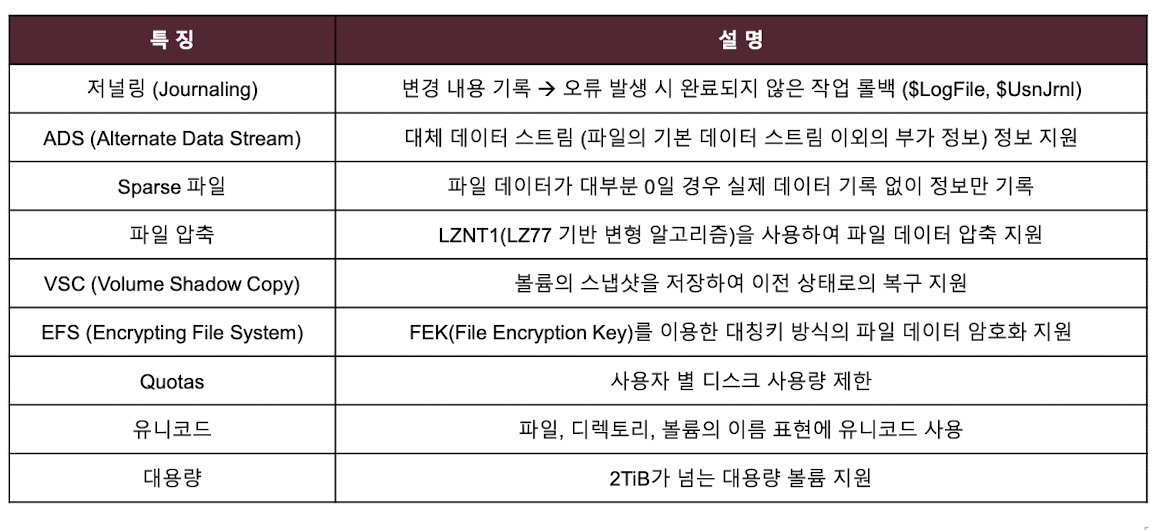 특 징 설 명
저널링 (Journaling) 변경 내용 기록 → 오류 발생 시 완료되지 않은 작업 롤백 ($LogFile, $UsnJrnl)
ADS (Alternate Data Stream) 대체 데이터 스트림 (파일의 기본 데이터 스트림 이외의 부가 정보) 정보 지원
Sparse 파일 파일 데이터가 대부분 0일 경우 실제 데이터 기록 없이 정보만 기록
파일 압축 LZNT1(LZ77 기반 변형 알고리즘)을 사용하여 파일 데이터 압축 지원
VSC (Volume Shadow Copy) 볼륨의 스냅샷을 저장하여 이전 상태로의 복구 지원
EFS (Encrypting File System) FEK(File Encryption Key)를 이용한 대칭키 방식의 파일 데이터 암호화 지원
Quotas 사용자 별 디스크 사용량 제한
유니코드 파일, 디렉토리, 볼륨의 이름 표현에 유니코드 사용
대용량 2TiB가 넘는 대용량 볼륨 지원